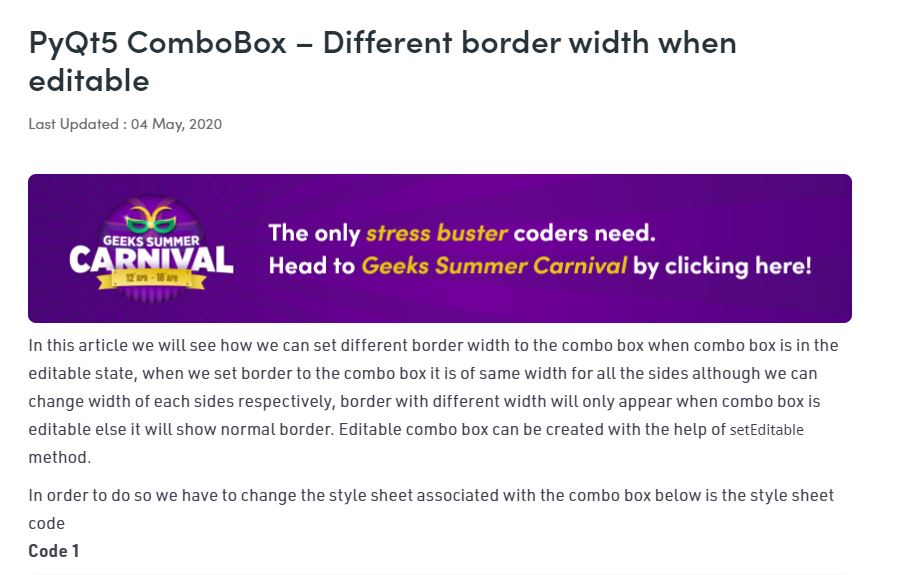 PyQt5 ComboBox – Different border width when
editable
Last Updated : 04 May, 2020
GEEKS SUMMER
CARNIVAL
12 APR - 18 APR
The only stress buster coders need.
Head to Geeks Summer Carnival by clicking here!
In this article we will see how we can set different border width to the combo box when combo box is in the
editable state, when we set border to the combo box it is of same width for all the sides although we can
change width of each sides respectively, border with different width will only appear when combo box is
editable else it will show normal border. Editable combo box can be created with the help of setEditable
method.
In order to do so we have to change the style sheet associated with the combo box below is the style sheet
code
Code 1